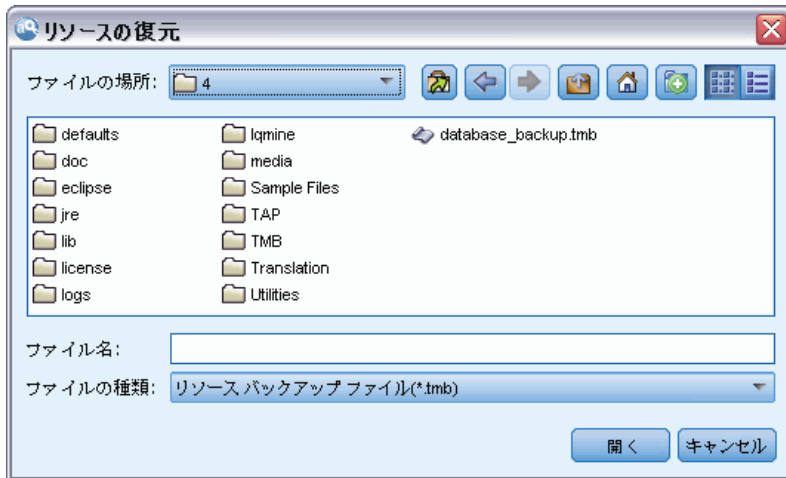 リソースの復元
ファイルの場所: 4
defaults
doc
eclipse
jre
lib
license
logs
lqmine
media
Sample Files
TAP
TMB
Translation
Utilities
database_backup.tmb
ファイル名:
ファイルの種類: リソース バックアップ ファイル(*.tmb)
開く キャンセル